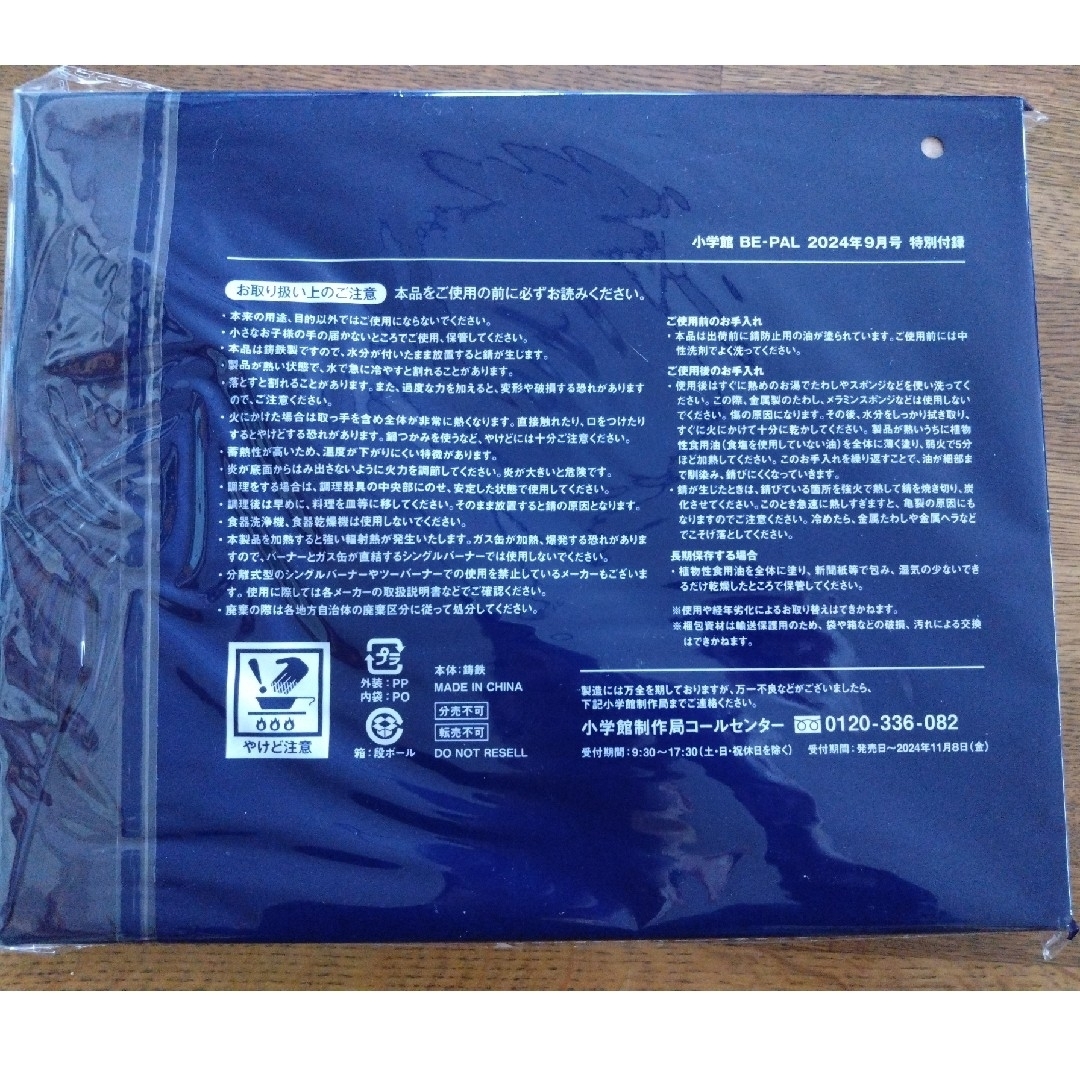 小学館 BE-PAL 2024年9月号 特別付録
お取り扱い上のご注意 本品をご使用の前に必ずお読みください。
・本来の用途、目的以外ではご使用にならないでください。
・小さなお子様の手の届かないところでご使用、保管してください。
・本品は鋳鉄製ですので、水分が付いたまま放置すると錆が生じます。
・製品が熱い状態で、水で急に冷やすと割れることがあります。
・落とすと割れることがあります。また、過度な力を加えると、変形や破損する恐れがあります
ので、ご注意ください。
・火にかけた場合は取っ手を含め全体が非常に熱くなります。直接触れたり、口をつけたり
するとやけどする恐れがあります。鍋つかみを使うなど、やけどには十分ご注意ください。
・蓄熱性が高いため、温度が下がりにくい特徴があります。
・炎が底面からはみ出さないように火力を調節してください。炎が大きいと危険です。
・調理をする場合は、調理器具の中央部にのせ、安定した状態で使用してください。
・調理後は早めに、料理を皿等に移してください。そのまま放置すると錆の原因となります。
・食器洗浄機、食器乾燥機は使用しないでください。
・本製品を加熱すると強い輻射熱が発生いたします。ガス缶が加熱、爆発する恐れがありま
すので、バーナーとガス缶が直結するシングルバーナーでは使用しないでください。
・分離式型のシングルバーナーやツーバーナーでの使用を禁止しているメーカーもございま
す。使用に際しては各メーカーの取扱説明書などでご確認ください。
・廃棄の際は各地方自治体の廃棄区分に従って処分してください。
ご使用前のお手入れ
・本品は出荷前に錆防止用の油が塗られています。ご使用前には中
性洗剤でよく洗ってください。
ご使用後のお手入れ
・使用後はすぐに熱めのお湯でたわしやスポンジなどを使い洗ってく
ださい。この際、金属製のたわし、メラミンスポンジなどは使用しない
でください。傷の原因になります。その後、水分をしっかり拭き取り、
すぐに火にかけて十分に乾かしてください。製品が熱いうちに植物
性食用油(食塩を使用していない油)を全体に薄く塗り、弱火で5分
ほど加熱してください。このお手入れを繰り返すことで、油が細部ま
で馴染み、錆びにくくなっていきます。
・錆が生じたときは、錆びている箇所を強火で熱して錆を焼き切り、炭
化させてください。このとき急速に熱しすぎますと、亀裂の原因にも
なりますのでご注意ください。冷めたら、金属たわしや金属ヘラなど
でこそげ落としてください。
長期保存する場合
・植物性食用油を全体に塗り、新聞紙等で包み、湿気の少ないでき
るだけ乾燥したところで保管してください。
※使用や経年劣化によるお取り替えはできかねます。
※梱包資材は輸送保護用のため、袋や箱などの破損、汚れによる交換
はできかねます。
やけど注意
プラ
外装:PP
内袋:PO
箱:段ボール
本体:鋳鉄
MADE IN CHINA
分売不可
転売不可
DO NOT RESELL
製造には万全を期しておりますが、万一不良などがございましたら、
下記小学館制作局までご連絡ください。
小学館制作局コールセンター 0120-336-082
受付時間:9:30~17:30(土・日・祝休日を除く) 受付期間:発売日~2024年11月8日(金)